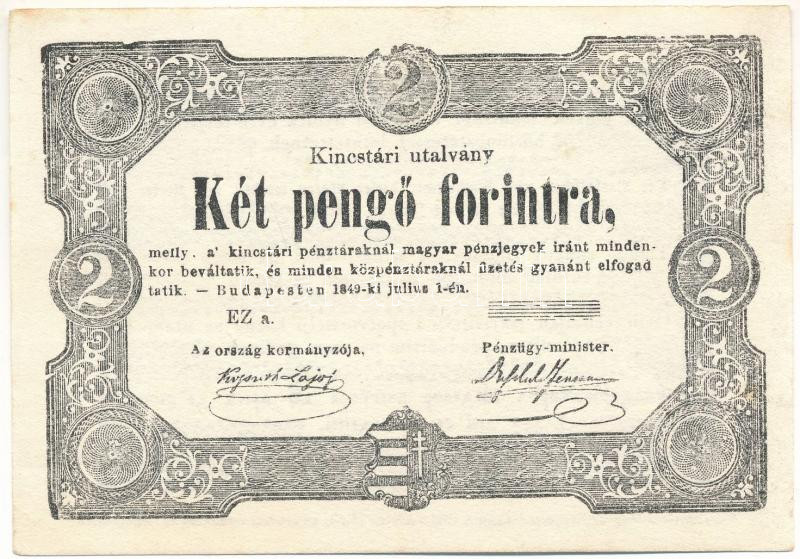 2
Kincstári utalvány
Két pengő forintra,
melly. a' kincstári pénztáraknál magyar pénzjegyek iránt minden-
kor beváltatik, és minden közpénztáraknál űzetés gyanánt elfogad
tatik. — Budapesten 1849-ki julius 1-én.
2
2
EZ a.
Az ország kormányzója,
Pénzügy-minister.
Kossuth Lajos